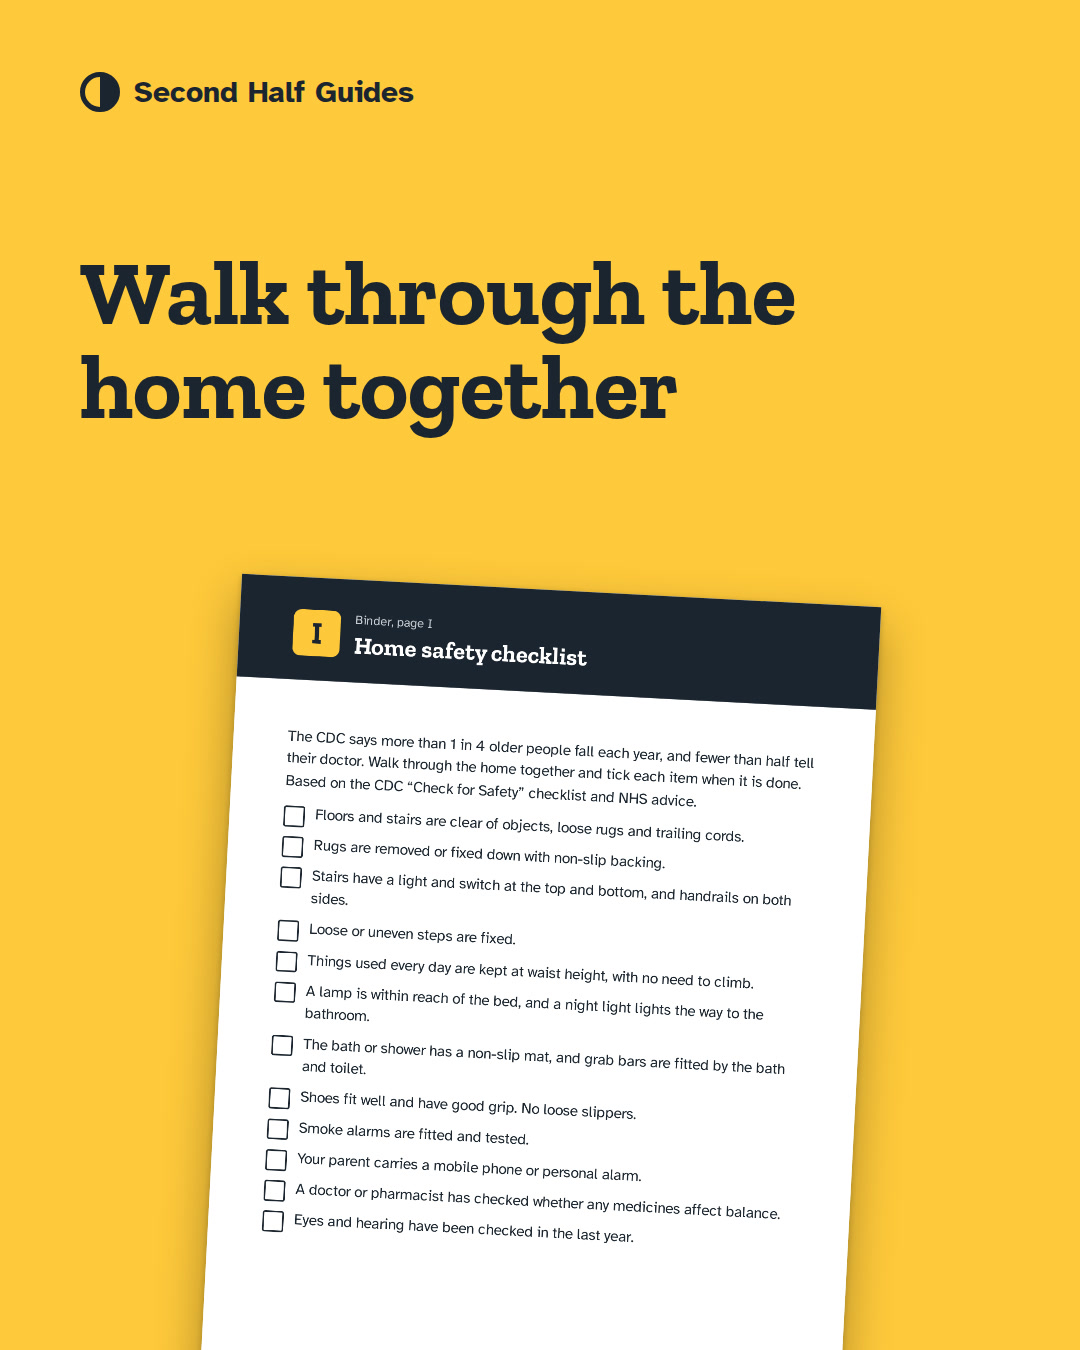 Second Half Guides
Walk through the
home together
I
Binder, page I
Home safety checklist
The CDC says more than 1 in 4 older people fall each year, and fewer than half tell
their doctor. Walk through the home together and tick each item when it is done.
Based on the CDC “Check for Safety” checklist and NHS advice.
Floors and stairs are clear of objects, loose rugs and trailing cords.
Rugs are removed or fixed down with non-slip backing.
Stairs have a light and switch at the top and bottom, and handrails on both
sides.
Loose or uneven steps are fixed.
Things used every day are kept at waist height, with no need to climb.
A lamp is within reach of the bed, and a night light lights the way to the
bathroom.
The bath or shower has a non-slip mat, and grab bars are fitted by the bath
and toilet.
Shoes fit well and have good grip. No loose slippers.
Smoke alarms are fitted and tested.
Your parent carries a mobile phone or personal alarm.
A doctor or pharmacist has checked whether any medicines affect balance.
Eyes and hearing have been checked in the last year.